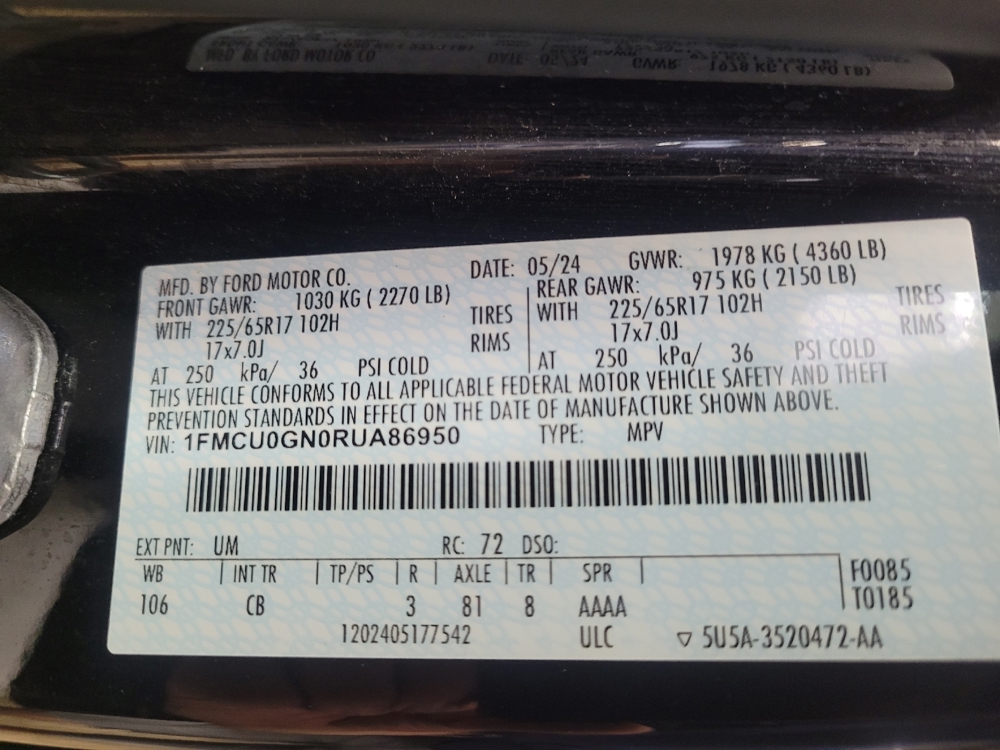 MFD. BY FORD MOTOR CO. DATE: 05/24 GVWR: 1978 KG ( 4360 LB)
FRONT GAWR: 1030 KG ( 2270 LB) REAR GAWR: 975 KG ( 2150 LB)
WITH 225/65R17 102H TIRES WITH 225/65R17 102H TIRES
17x7.0J RIMS 17x7.0J RIMS
AT 250 kPa/ 36 PSI COLD AT 250 kPa/ 36 PSI COLD
THIS VEHICLE CONFORMS TO ALL APPLICABLE FEDERAL MOTOR VEHICLE SAFETY AND THEFT
PREVENTION STANDARDS IN EFFECT ON THE DATE OF MANUFACTURE SHOWN ABOVE.
VIN: 1FMCU0GN0RUA86950 TYPE: MPV
EXT PNT: UM RC: 72 DSO:
WB INT TR TP/PS R AXLE TR SPR F0085
106 CB 3 81 8 AAAA T0185
1202405177542 ULC 5U5A-3520472-AA